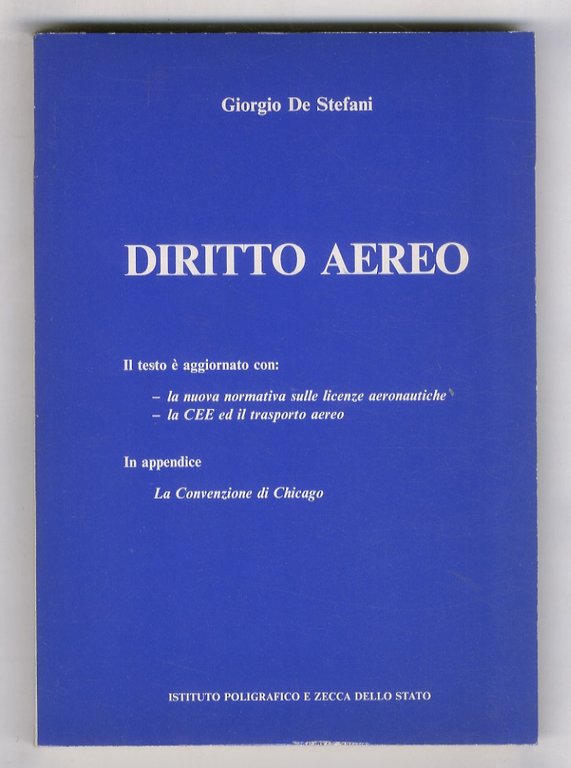 Giorgio De Stefani
DIRITTO AEREO
Il testo è aggiornato con:
– la nuova normativa sulle licenze aeronautiche
– la CEE ed il trasporto aereo
In appendice
La Convenzione di Chicago
ISTITUTO POLIGRAFICO E ZECCA DELLO STATO